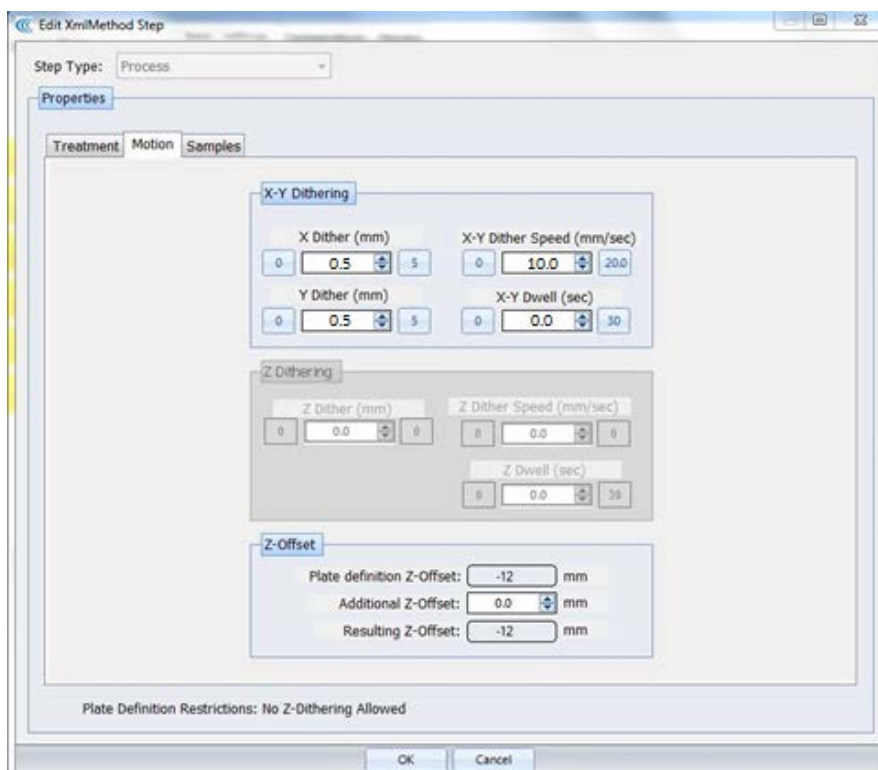 Edit XmlMethod Step
Step Type: Process
Properties
Treatment Motion Samples
X-Y Dithering
X Dither (mm) X-Y Dither Speed (mm/sec)
0 0.5 5 0 10.0 20.0
Y Dither (mm) X-Y Dwell (sec)
0 0.5 5 0 0.0 30
Z Dithering
Z Dither (mm) Z Dither Speed (mm/sec)
0 0.0 0 0 0.0 0
Z Dwell (sec)
0 0.0 30
Z-Offset
Plate definition Z-Offset: -12 mm
Additional Z-Offset: 0.0 mm
Resulting Z-Offset: -12 mm
Plate Definition Restrictions: No Z-Dithering Allowed
OK Cancel